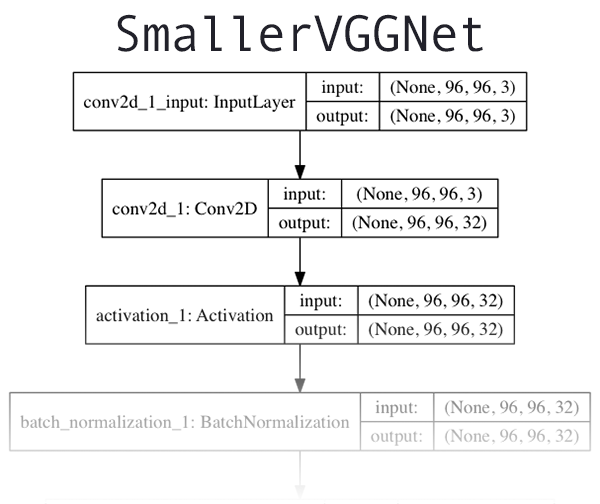 SmallerVGGNet
conv2d_1_input: InputLayer
input: (None, 96, 96, 3)
output: (None, 96, 96, 3)
conv2d_1: Conv2D
input: (None, 96, 96, 3)
output: (None, 96, 96, 32)
activation_1: Activation
input: (None, 96, 96, 32)
output: (None, 96, 96, 32)
batch_normalization_1: BatchNormalization
input: (None, 96, 96, 32)
output: (None, 96, 96, 32)